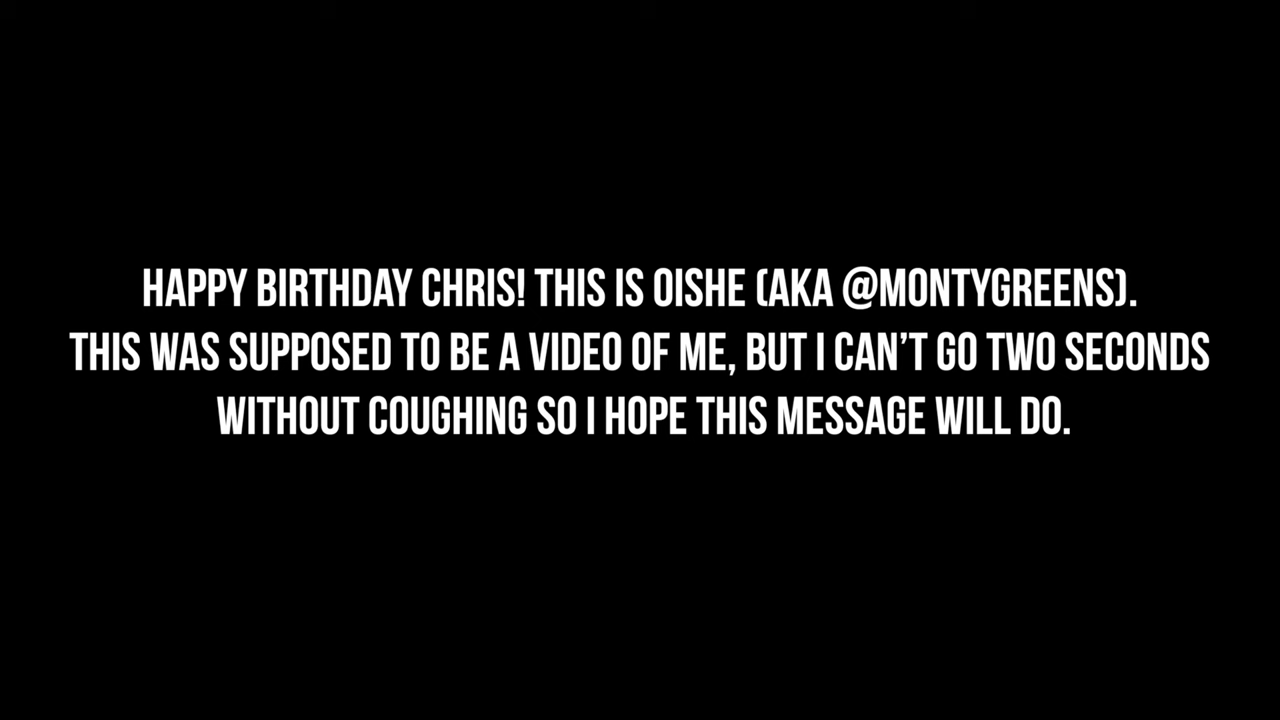 HAPPY BIRTHDAY CHRIS! THIS IS OISHE (AKA @MONTYGREENS).
THIS WAS SUPPOSED TO BE A VIDEO OF ME, BUT I CAN’T GO TWO SECONDS
WITHOUT COUGHING SO I HOPE THIS MESSAGE WILL DO.